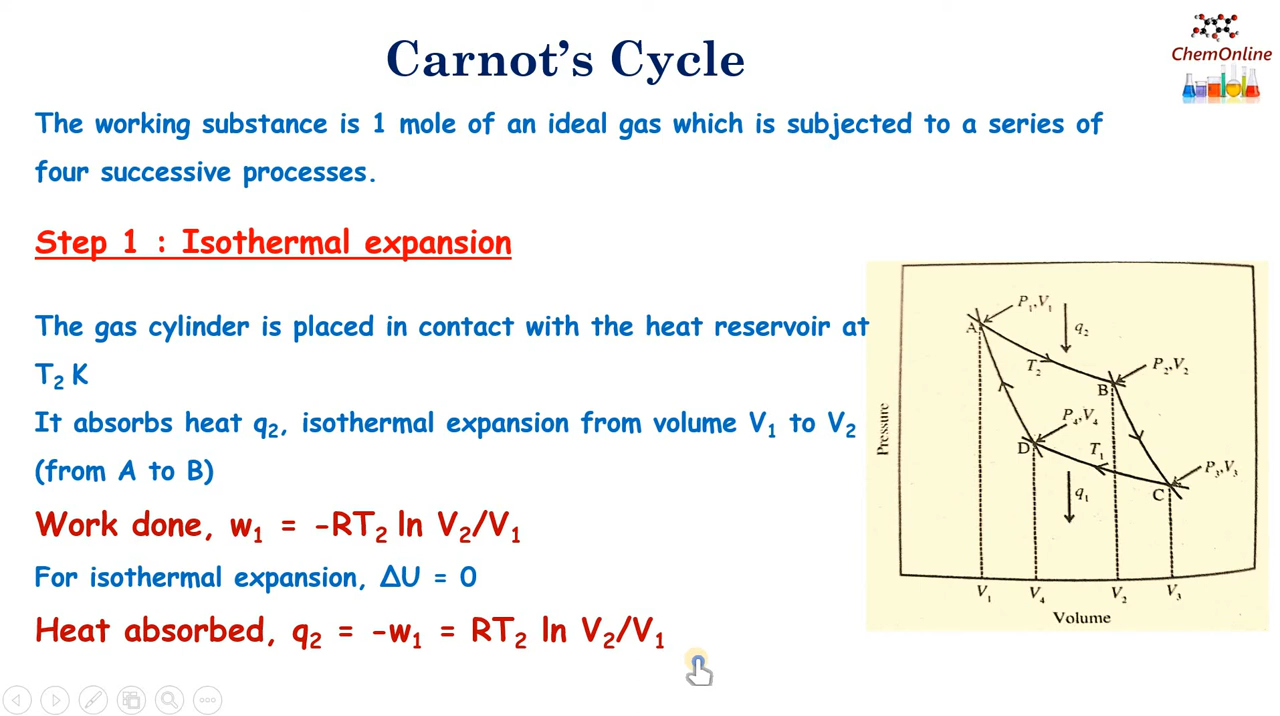 Carnot's Cycle
ChemOnline
The working substance is 1 mole of an ideal gas which is subjected to a series of
four successive processes.
Step 1 : Isothermal expansion
The gas cylinder is placed in contact with the heat reservoir at
T₂ K
It absorbs heat q₂, isothermal expansion from volume V₁ to V₂
(from A to B)
Work done, w₁ = -RT₂ ln V₂/V₁
For isothermal expansion, ΔU = 0
Heat absorbed, q₂ = -w₁ = RT₂ ln V₂/V₁
P₁,V₁
A
q₂
T₂
P₂,V₂
B
P₄,V₄
D
T₁
P₃,V₃
C
q₁
Pressure
V₁ V₄ V₂ V₃
Volume